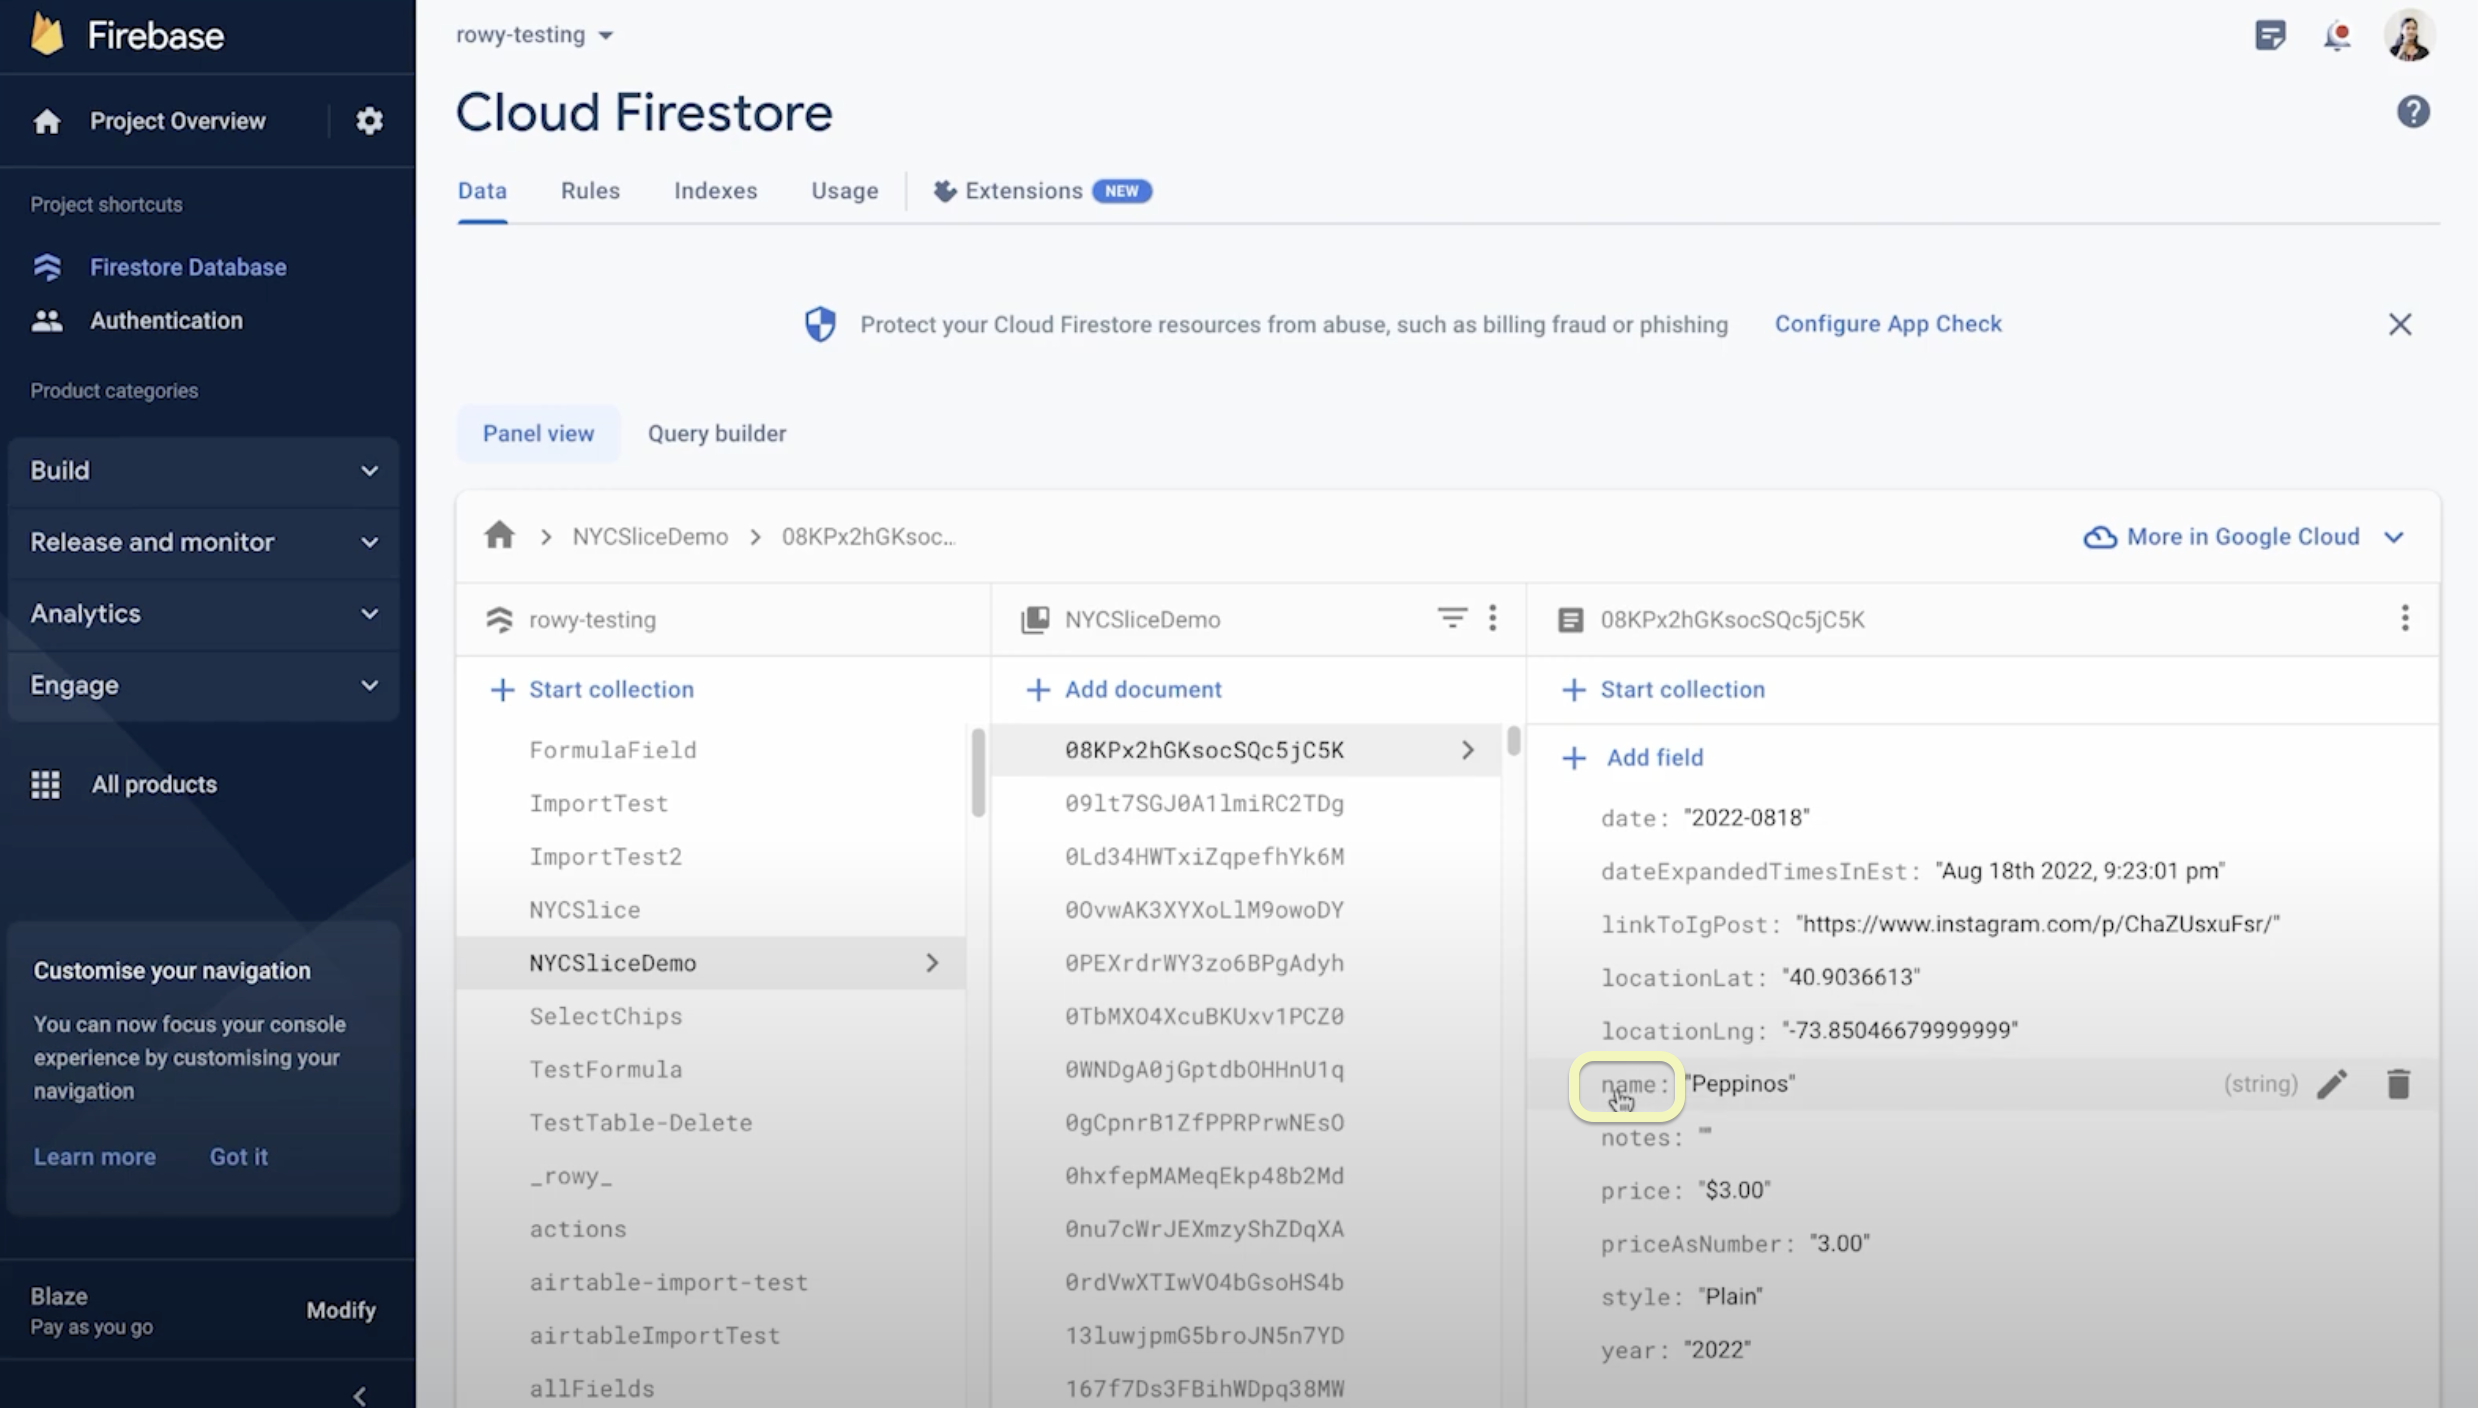 Firebase
Project Overview
Project shortcuts
Firestore Database
Authentication
Product categories
Build
Release and monitor
Analytics
Engage
All products
Customise your navigation
You can now focus your console
experience by customising your
navigation
Learn more Got it
Blaze
Pay as you go
Modify
rowy-testing
Cloud Firestore
Data Rules Indexes Usage Extensions NEW
Protect your Cloud Firestore resources from abuse, such as billing fraud or phishing Configure App Check
Panel view Query builder
NYCSliceDemo 08KPx2hGKsoc...
More in Google Cloud
rowy-testing
Start collection
FormulaField
ImportTest
ImportTest2
NYCSlice
NYCSliceDemo
SelectChips
TestFormula
TestTable-Delete
_rowy_
actions
airtable-import-test
airtableImportTest
allFields
NYCSliceDemo
Add document
08KPx2hGKsocSQc5jC5K
09lt7SGJ0A1lmiRC2TDg
0Ld34HWTxiZqpefhYk6M
0OvwAK3XYXoLlM9owoDY
0PEXrdrWY3zo6BPgAdyh
0TbMXO4XcuBKUxv1PCZ0
0WNDgA0jGptdbOHHnU1q
0gCpnrB1ZfPPRPrwNEsO
0hxfepMAMeqEkp48b2Md
0nu7cWrJEXmzyShZDqXA
0rdVwXTIwVO4bGsoHS4b
13luwjpmG5broJN5n7YD
167f7Ds3FBihWDpq38MW
08KPx2hGKsocSQc5jC5K
Start collection
Add field
date: "2022-0818"
dateExpandedTimesInEst: "Aug 18th 2022, 9:23:01 pm"
linkToIgPost: "https://www.instagram.com/p/ChaZUsxuFsr/"
locationLat: "40.9036613"
locationLng: "-73.85046679999999"
name: "Peppinos" (string)
notes: ""
price: "$3.00"
priceAsNumber: "3.00"
style: "Plain"
year: "2022"